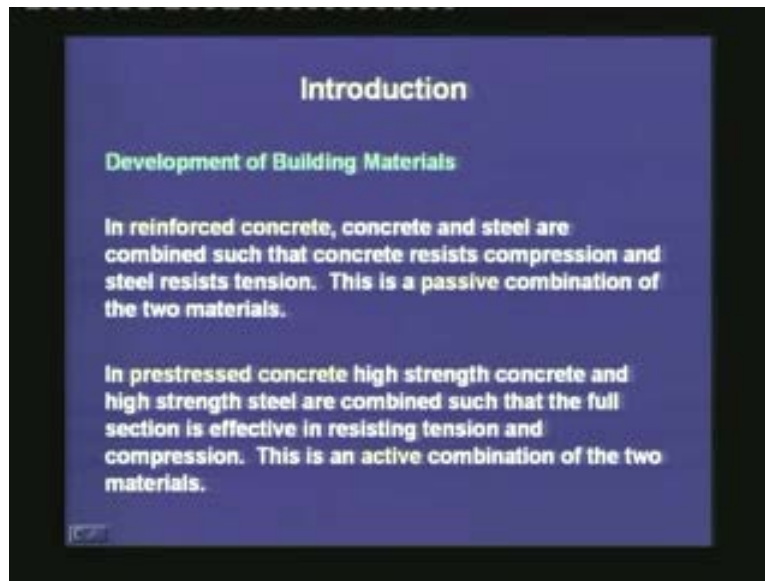 Introduction
Development of Building Materials
In reinforced concrete, concrete and steel are
combined such that concrete resists compression and
steel resists tension. This is a passive combination of
the two materials.
In prestressed concrete high strength concrete and
high strength steel are combined such that the full
section is effective in resisting tension and
compression. This is an active combination of the two
materials.